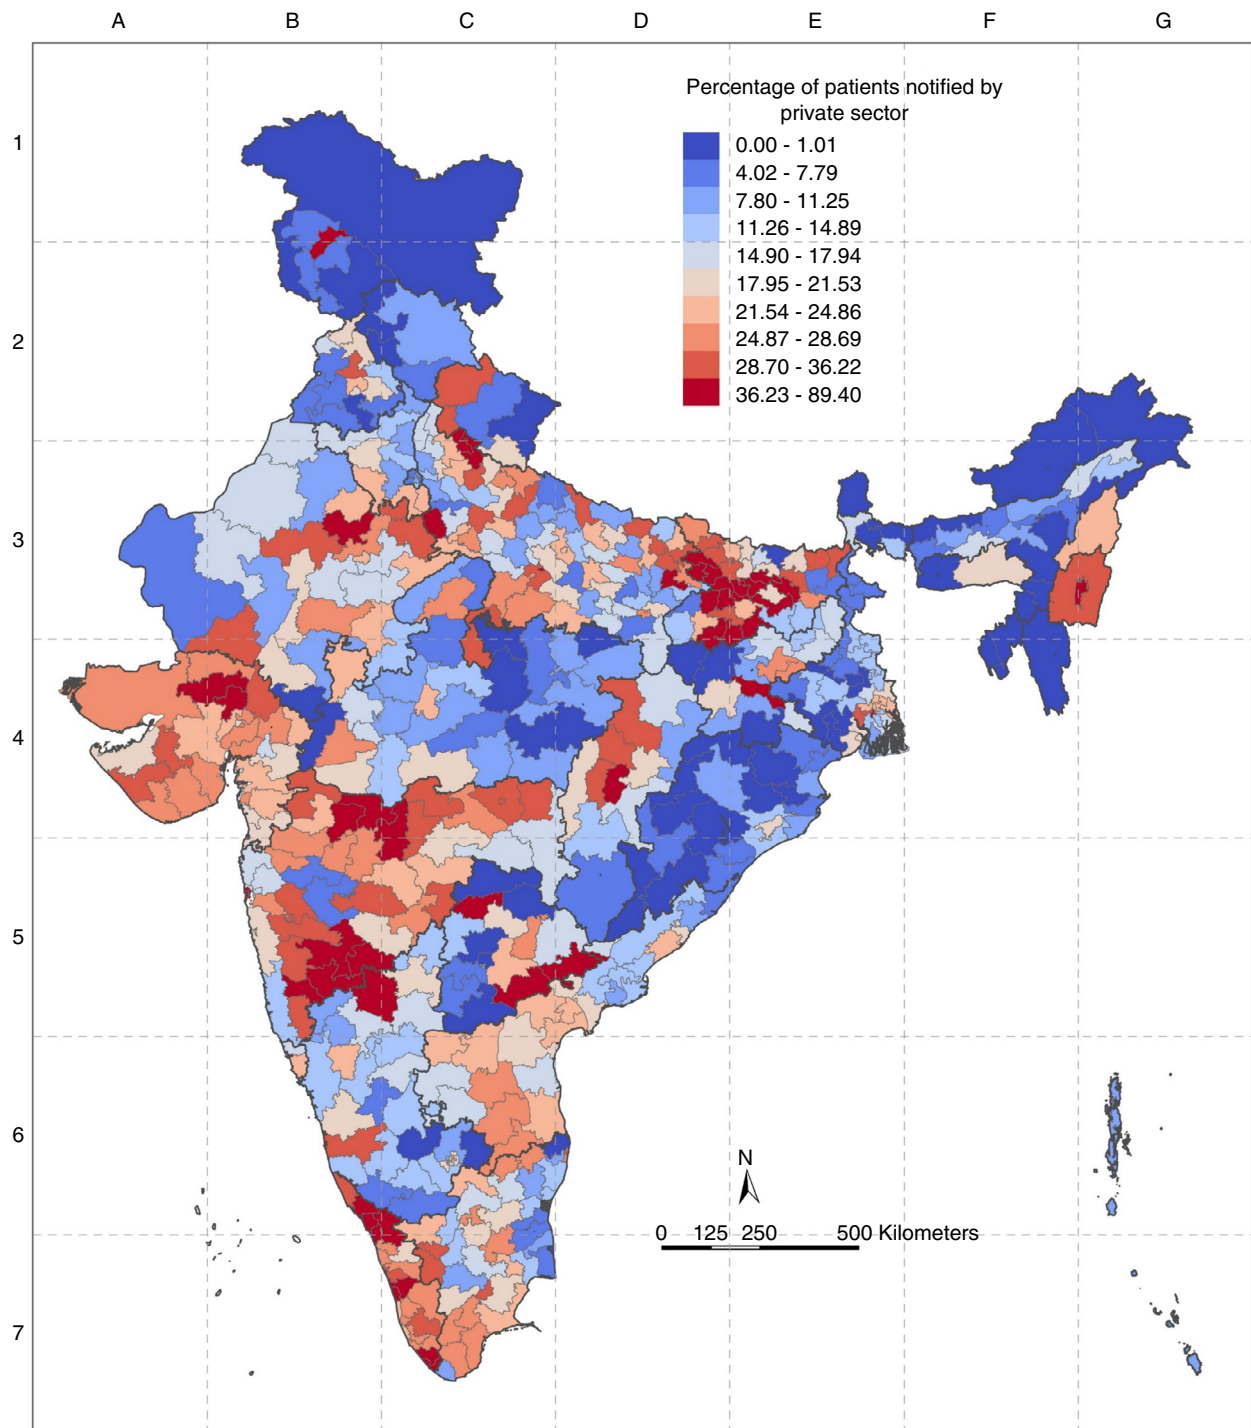 A B C D E F G
Percentage of patients notified by
private sector
0.00 - 1.01
4.02 - 7.79
7.80 - 11.25
11.26 - 14.89
14.90 - 17.94
17.95 - 21.53
21.54 - 24.86
24.87 - 28.69
28.70 - 36.22
36.23 - 89.40
1
2
3
4
5
6
7
N
0 125 250 500 Kilometers